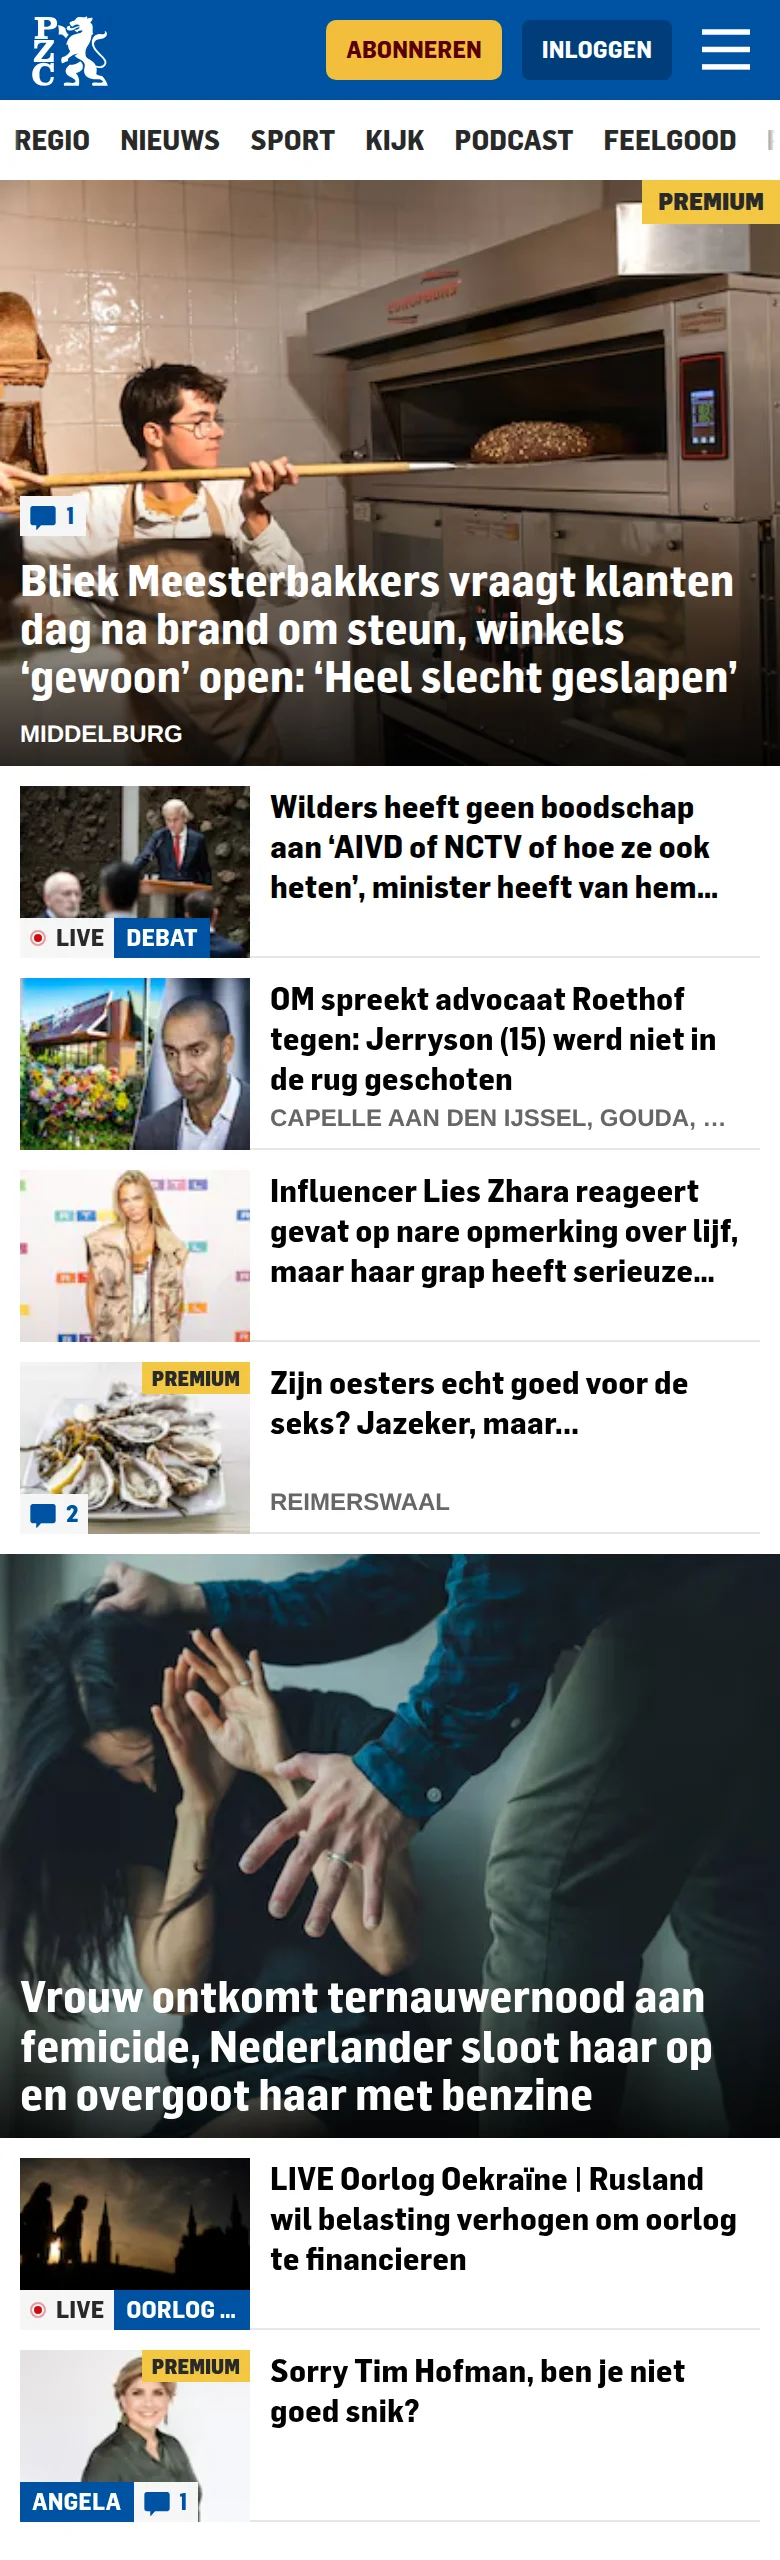 PZC
ABONNEREN
INLOGGEN
REGIO NIEUWS SPORT KIJK PODCAST FEELGOOD
PREMIUM
1
Bliek Meesterbakkers vraagt klanten
dag na brand om steun, winkels
‘gewoon’ open: ‘Heel slecht geslapen’
MIDDELBURG
Wilders heeft geen boodschap
aan ‘AIVD of NCTV of hoe ze ook
heten’, minister heeft van hem...
LIVE DEBAT
OM spreekt advocaat Roethof
tegen: Jerryson (15) werd niet in
de rug geschoten
CAPELLE AAN DEN IJSSEL, GOUDA, ...
Influencer Lies Zhara reageert
gevat op nare opmerking over lijf,
maar haar grap heeft serieuze...
PREMIUM
2
Zijn oesters echt goed voor de
seks? Jazeker, maar...
REIMERSWAAL
Vrouw ontkomt ternauwernood aan
femicide, Nederlander sloot haar op
en overgoot haar met benzine
LIVE Oorlog Oekraïne | Rusland
wil belasting verhogen om oorlog
te financieren
LIVE OORLOG ...
PREMIUM
Sorry Tim Hofman, ben je niet
goed snik?
ANGELA 1